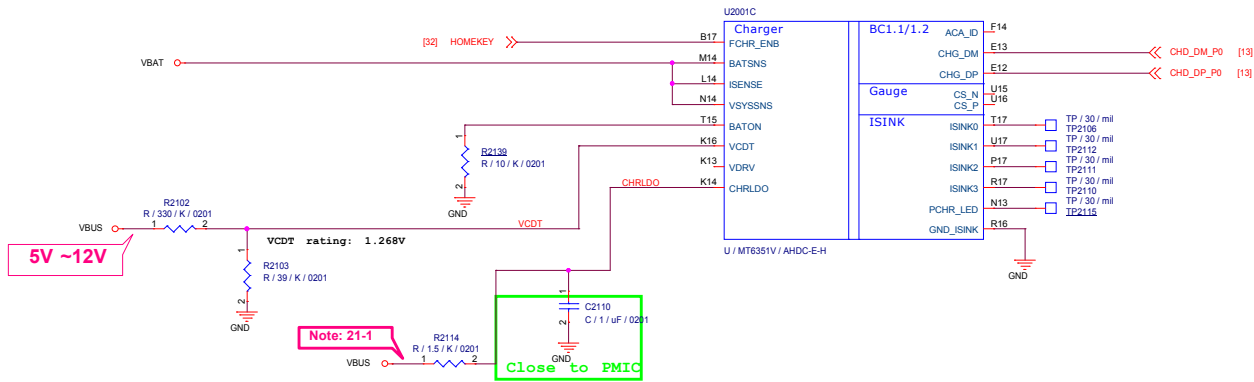 U2001C
Charger
BC1.1/1.2
ACA_ID
F14
[32]
HOMEKEY
B17
FCHR_ENB
CHG_DM
E13
CHD_DM_P0
[13]
VBAT
M14
BATSNS
CHG_DP
E12
CHD_DP_P0
[13]
L14
ISENSE
Gauge
CS_N
U15
N14
VSYSSNS
CS_P
U16
T15
BATON
ISINK
ISINK0
T17
TP / 30 / mil
TP2106
1
R2139
R / 10 / K / 0201
2
GND
K16
VCDT
ISINK1
U17
TP / 30 / mil
TP2112
K13
VDRV
ISINK2
P17
TP / 30 / mil
TP2111
CHRLDO
K14
CHRLDO
ISINK3
R17
TP / 30 / mil
TP2110
PCHR_LED
N13
TP / 30 / mil
TP2115
GND_ISINK
R16
GND
U / MT6351V / AHDC-E-H
R2102
R / 330 / K / 0201
VBUS
1
2
VCDT
VCDT rating: 1.268V
5V ~12V
1
R2103
R / 39 / K / 0201
2
GND
1
C2110
C / 1 / uF / 0201
2
GND
Close to PMIC
Note: 21-1
R2114
R / 1.5 / K / 0201
VBUS
1
2